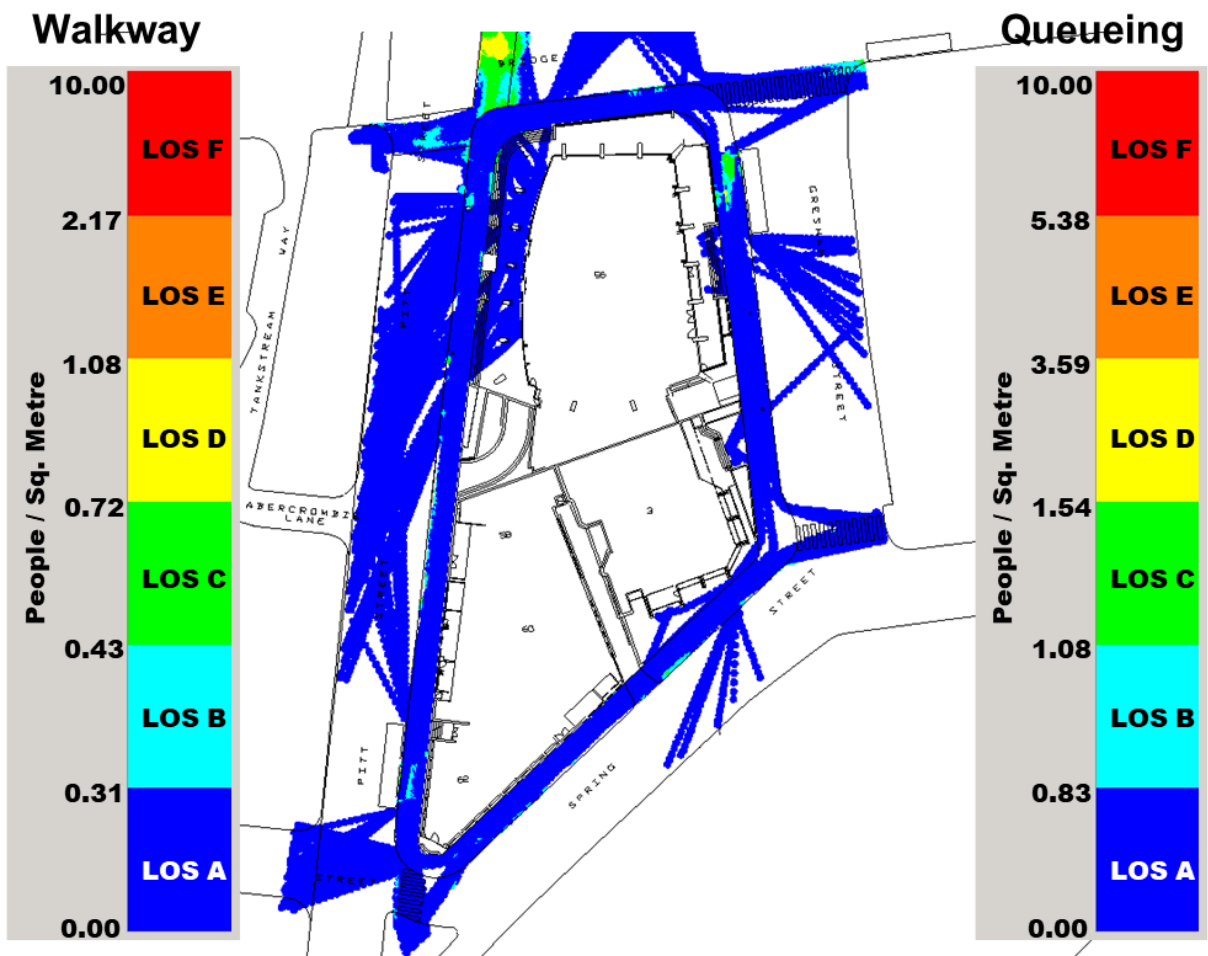 Walkway
Queueing
10.00
LOS F
2.17
LOS E
1.08
LOS D
0.72
LOS C
0.43
LOS B
0.31
LOS A
0.00
People / Sq. Metre
BRIDGE
STREET
TANKSTREAM WAY
PITT
ABERCROMBIE
LANE
STREET
PITT
STREET
GRESHAM
STREET
STREET
SPRING
3
10.00
LOS F
5.38
LOS E
3.59
LOS D
1.54
LOS C
1.08
LOS B
0.83
LOS A
0.00
People / Sq. Metre